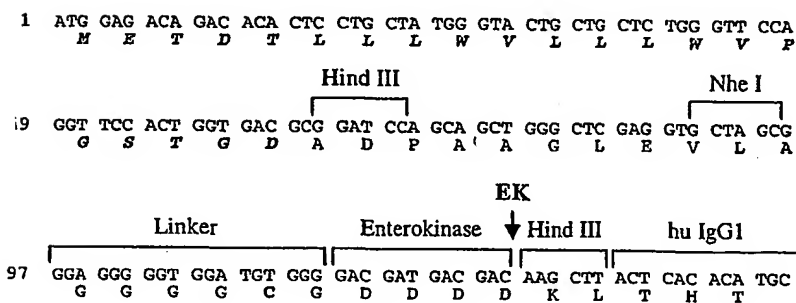 1 ATG GAG ACA GAC ACA CTC CTG CTA TGG GTA CTG CTG CTC TGG GTT CCA
M E T D T L L L W V L L L W V P
Hind III Nhe I
49 GGT TCC ACT GGT GAC GCG GATCCA GCA GCT GGG CTC GAG GTG CTA GCG
G S T G D A D P A A G L E V L A
EK
Linker Enterokinase Hind III hu IgG1
97 GGA GGG GGT GGA TGT GGG GAC GAT GAC GAC AAG CTT ACT CAC ACA TGC
G G G G C G D D D D K L T H T